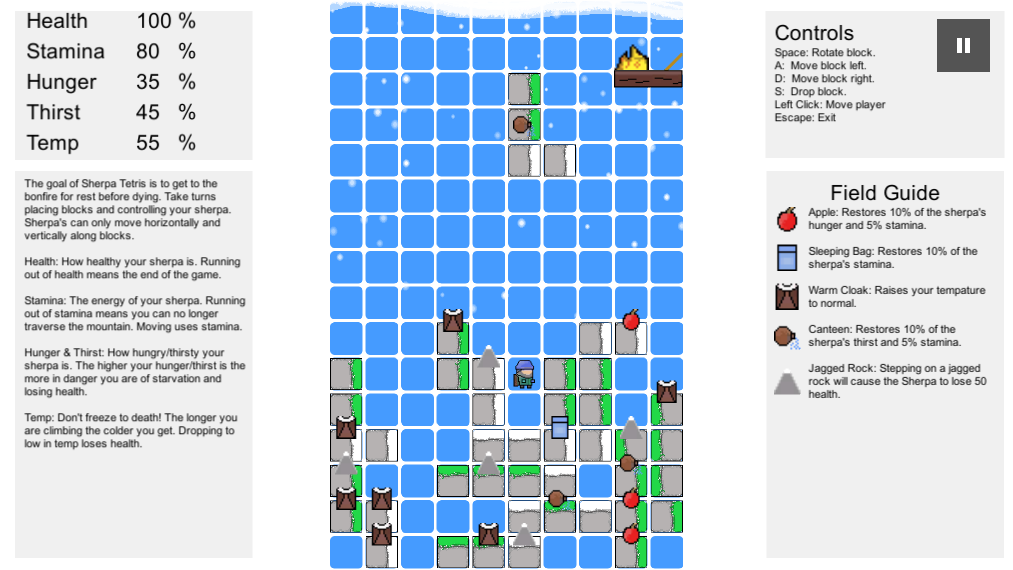 Health 100 %
Stamina 80 %
Hunger 35 %
Thirst 45 %
Temp 55 %
The goal of Sherpa Tetris is to get to the
bonfire for rest before dying. Take turns
placing blocks and controlling your sherpa.
Sherpa's can only move horizontally and
vertically along blocks.
Health: How healthy your sherpa is. Running
out of health means the end of the game.
Stamina: The energy of your sherpa. Running
out of stamina means you can no longer
traverse the mountain. Moving uses stamina.
Hunger & Thirst: How hungry/thirsty your
sherpa is. The higher your hunger/thirst is the
more in danger you are of starvation and
losing health.
Temp: Don't freeze to death! The longer you
are climbing the colder you get. Dropping to
low in temp loses health.
Controls
Space: Rotate block.
A: Move block left.
D: Move block right.
S: Drop block.
Left Click: Move player
Escape: Exit
Field Guide
Apple: Restores 10% of the sherpa's
hunger and 5% stamina.
Sleeping Bag: Restores 10% of the
sherpa's stamina.
Warm Cloak: Raises your tempature
to normal.
Canteen: Restores 10% of the
sherpa's thirst and 5% stamina.
Jagged Rock: Stepping on a jagged
rock will cause the Sherpa to lose 50
health.